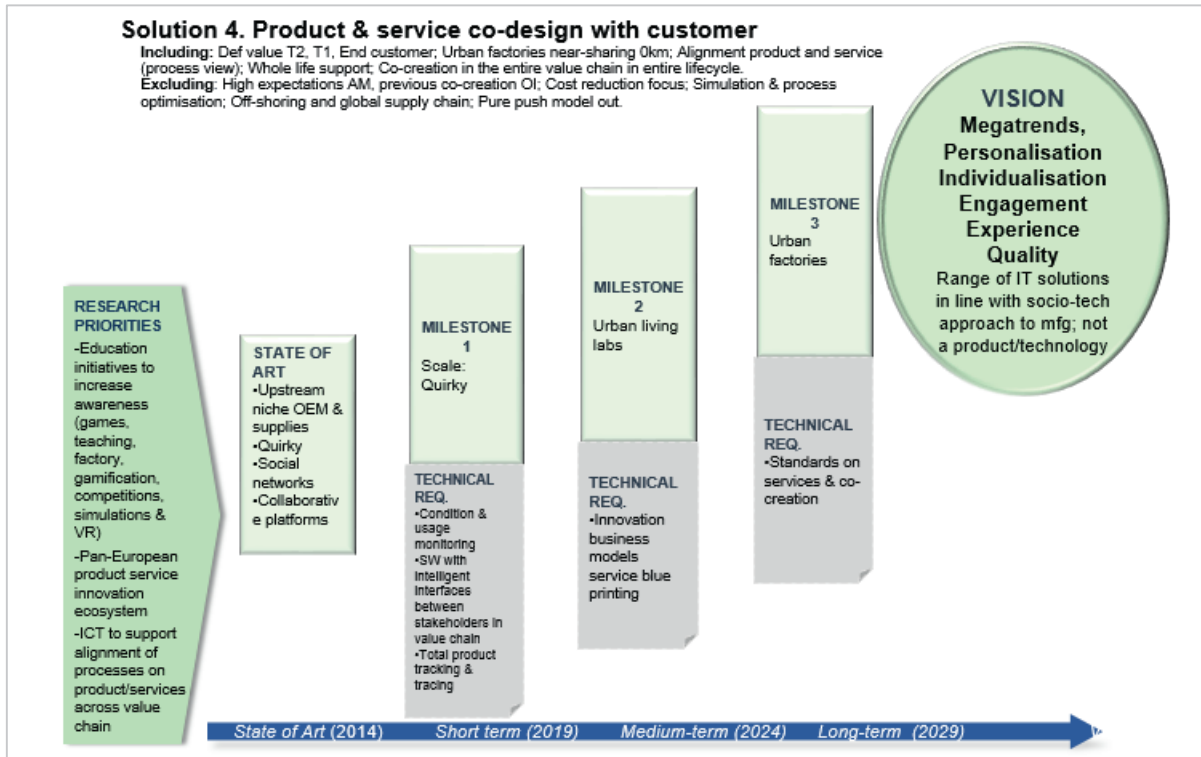 Solution 4. Product & service co-design with customer
Including: Def value T2, T1, End customer; Urban factories near-sharing 0km; Alignment product and service
(process view); Whole life support; Co-creation in the entire value chain in entire lifecycle.
Excluding: High expectations AM, previous co-creation OI; Cost reduction focus; Simulation & process
optimisation; Off-shoring and global supply chain; Pure push model out.
RESEARCH
PRIORITIES
-Education
initiatives to
increase
awareness
(games,
teaching,
factory,
gamification,
competitions,
simulations &
VR)
-Pan-European
product service
innovation
ecosystem
-ICT to support
alignment of
processes on
product/services
across value
chain
STATE OF
ART
•Upstream
niche OEM &
supplies
•Quirky
•Social
networks
•Collaborativ
e platforms
MILESTONE
1
Scale:
Quirky
TECHNICAL
REQ.
•Condition &
usage
monitoring
•SW with
intelligent
interfaces
between
stakeholders in
value chain
•Total product
tracking &
tracing
MILESTONE
2
Urban living
labs
TECHNICAL
REQ.
•Innovation
business
models
service blue
printing
MILESTONE
3
Urban
factories
TECHNICAL
REQ.
•Standards on
services & co-
creation
VISION
Megatrends,
Personalisation
Individualisation
Engagement
Experience
Quality
Range of IT solutions
in line with socio-tech
approach to mfg; not
a product/technology
State of Art (2014) Short term (2019) Medium-term (2024) Long-term (2029)